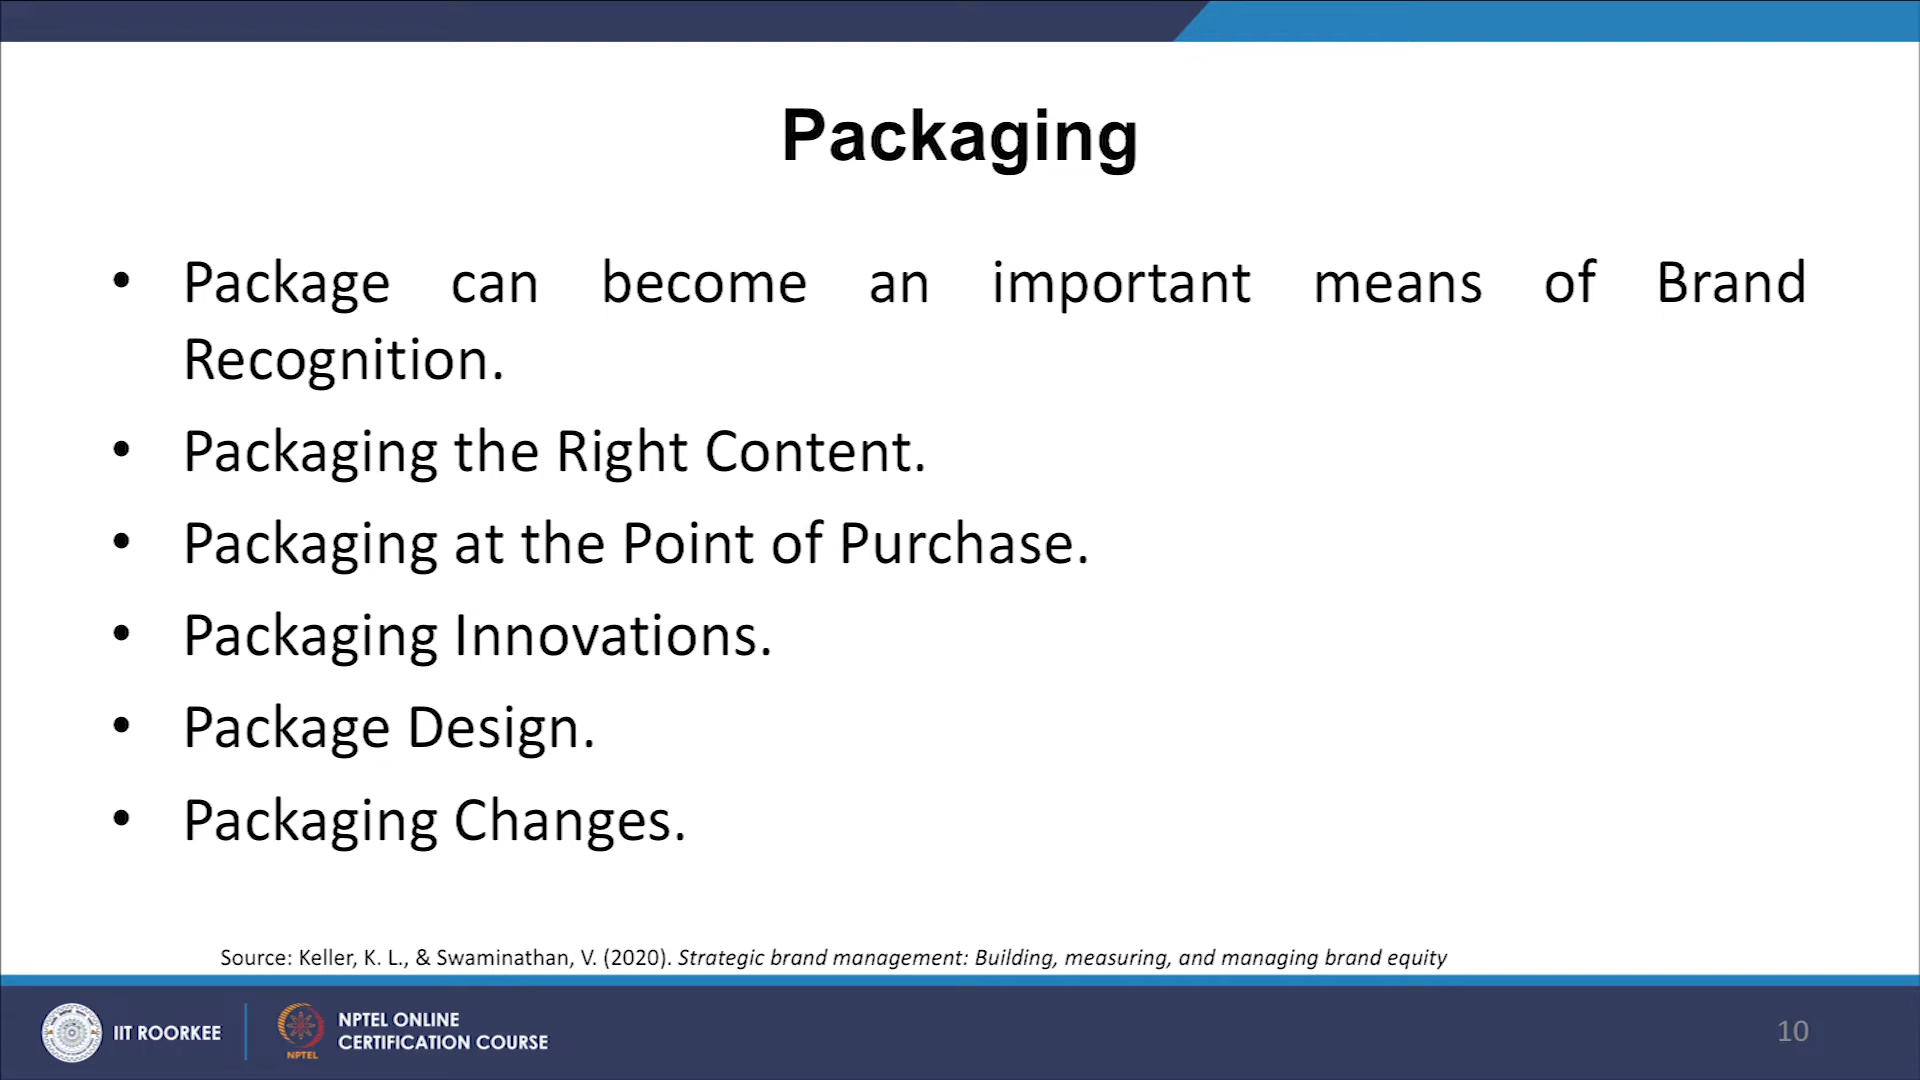 Packaging
• Package can become an important means of Brand
Recognition.
• Packaging the Right Content.
• Packaging at the Point of Purchase.
• Packaging Innovations.
• Package Design.
• Packaging Changes.
Source: Keller, K. L., & Swaminathan, V. (2020). Strategic brand management: Building, measuring, and managing brand equity
IIT ROORKEE
NPTEL
NPTEL ONLINE
CERTIFICATION COURSE
10